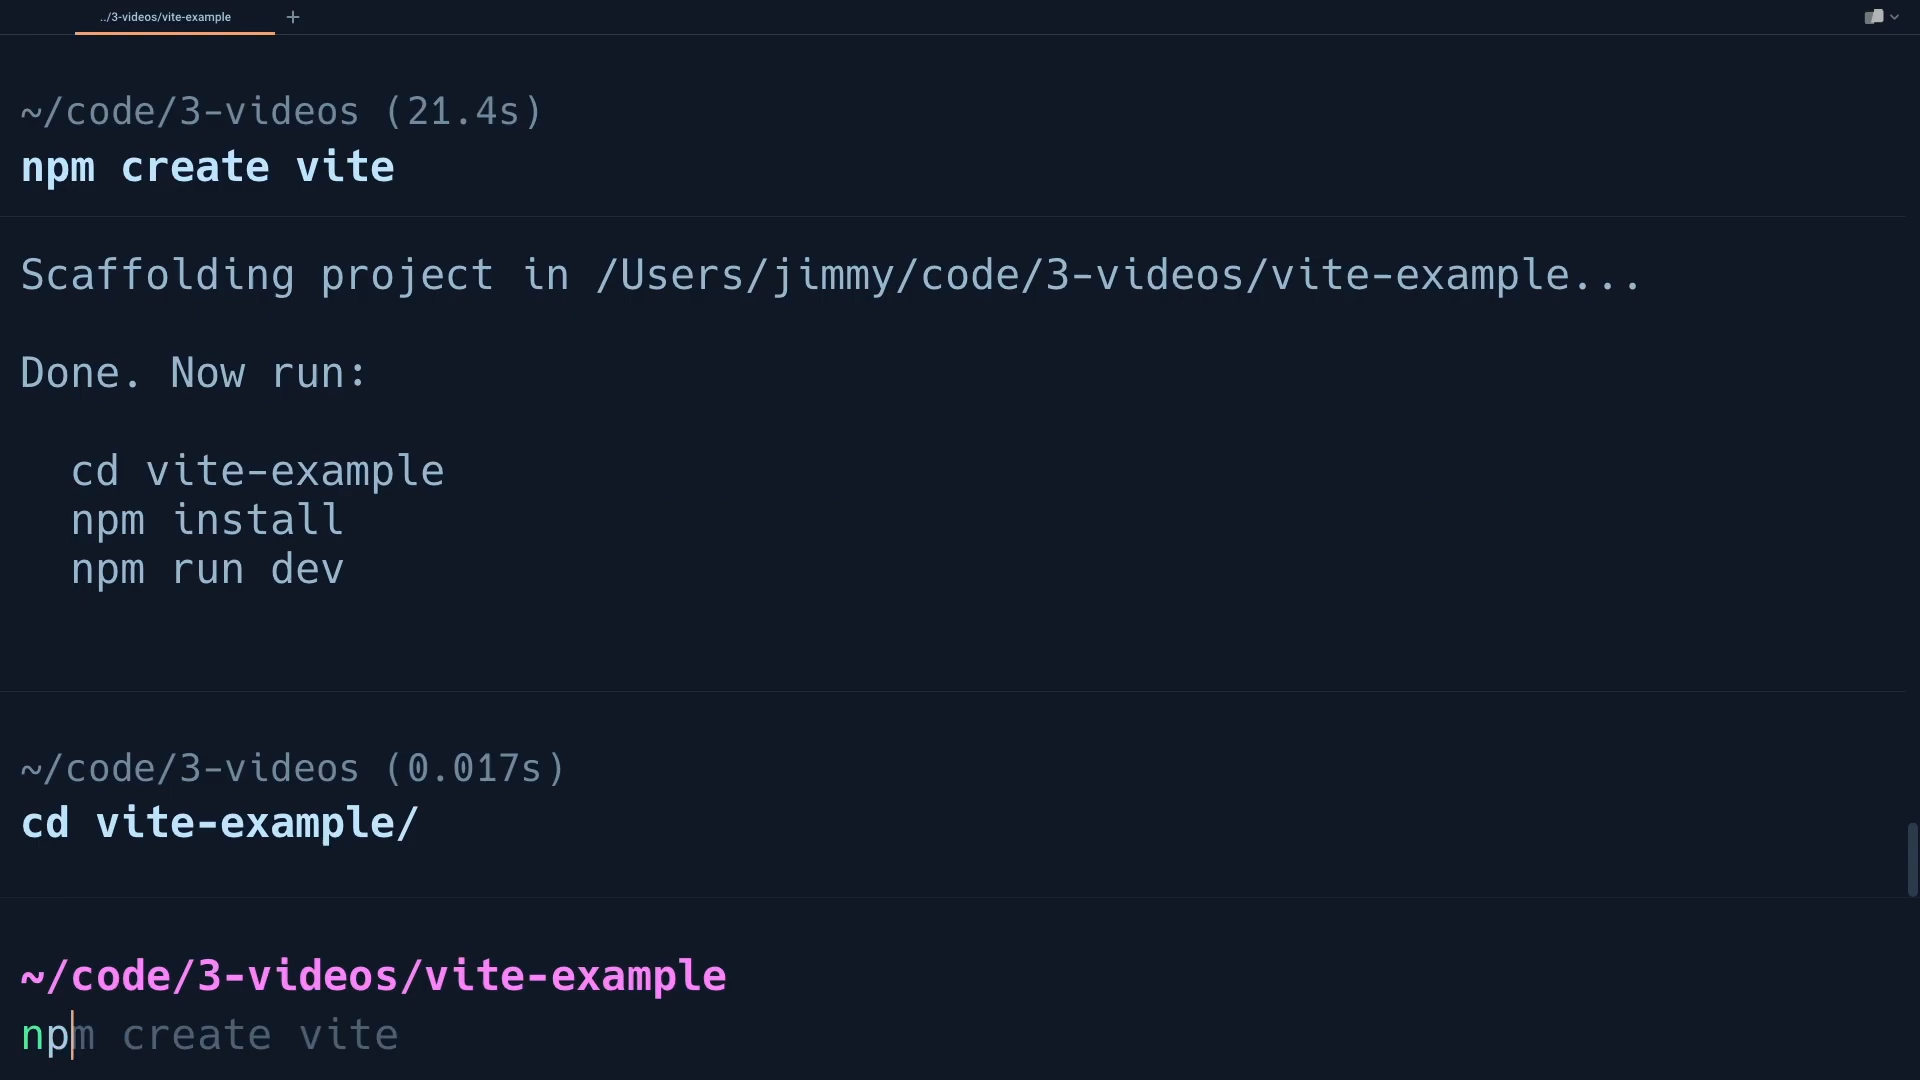 ../3-videos/vite-example
~/code/3-videos (21.4s)
npm create vite
Scaffolding project in /Users/jimmy/code/3-videos/vite-example...
Done. Now run:
cd vite-example
npm install
npm run dev
~/code/3-videos (0.017s)
cd vite-example/
~/code/3-videos/vite-example
npm create vite